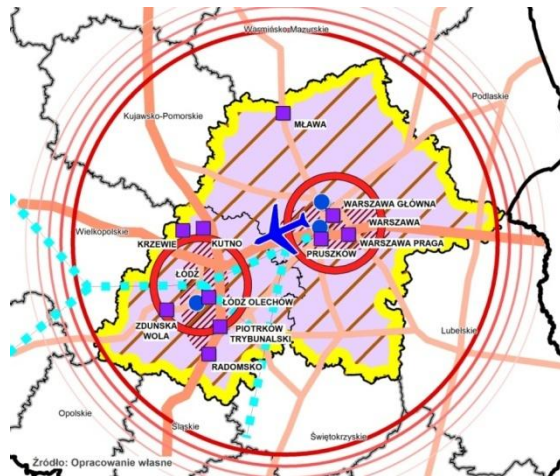 Warmińsko-Mazurskie
Podlaskie
Kujawsko-Pomorskie
MŁAWA
WARSZAWA GŁÓWNA
WARSZAWA
Wielkopolskie
KRZEWIE
KUTNO
WARSZAWA PRAGA
PRUSZKÓW
ŁÓDŹ
ŁÓDŹ OLECHÓW
ZDUŃSKA
WOLA
PIOTRKÓW
TRYBUNALSKI
Lubelskie
RADOMSKO
Opolskie
Śląskie
Świętokrzyskie
Źródło: Opracowanie własne